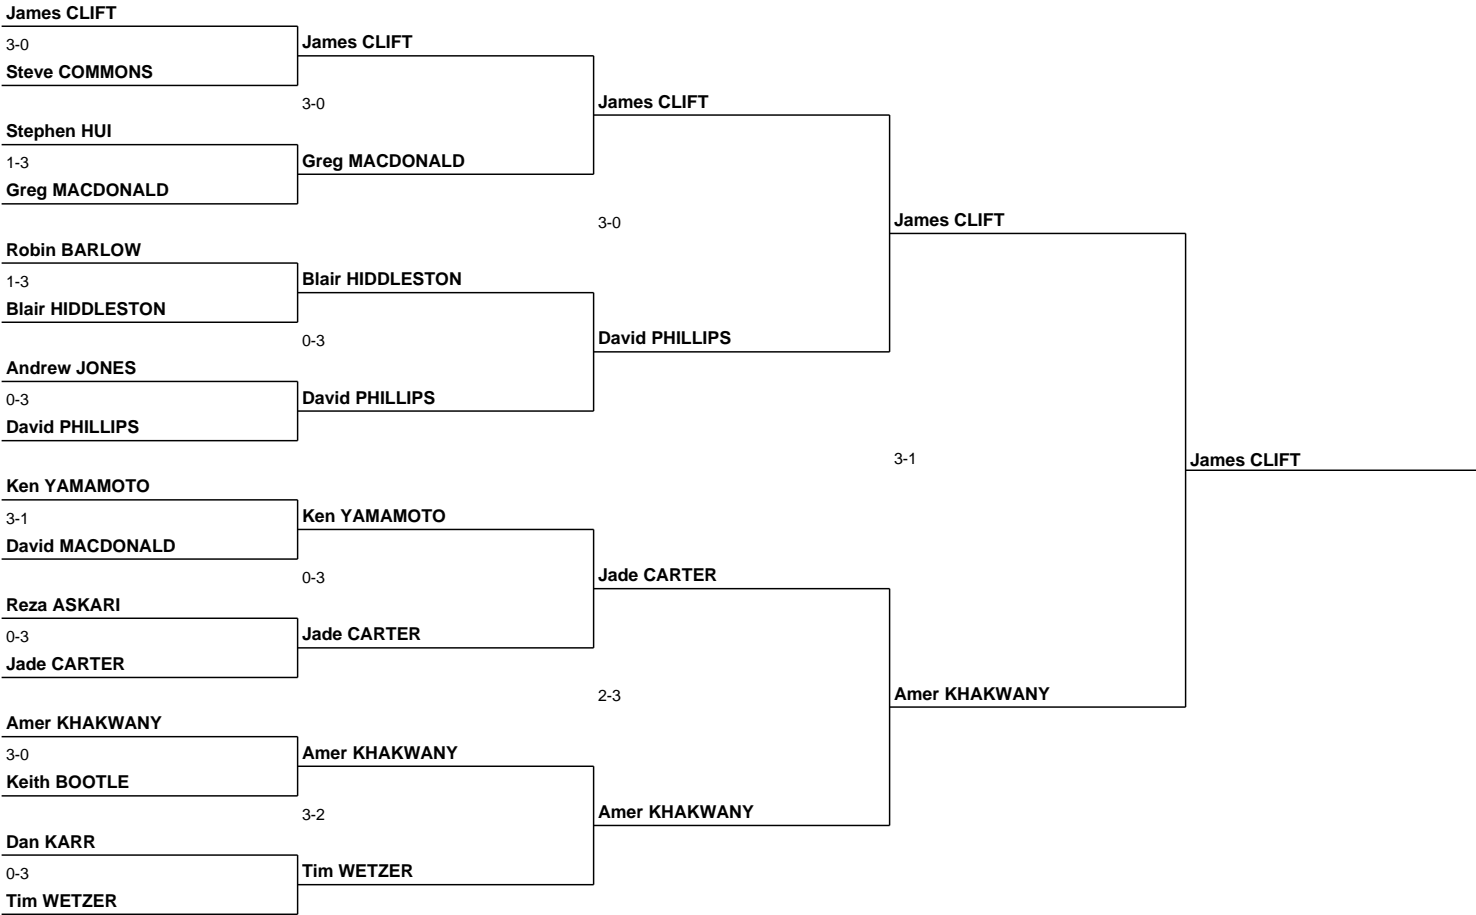 James CLIFT
3-0
Steve COMMONS
Stephen HUI
1-3
Greg MACDONALD
Robin BARLOW
1-3
Blair HIDDLESTON
Andrew JONES
0-3
David PHILLIPS
Ken YAMAMOTO
3-1
David MACDONALD
Reza ASKARI
0-3
Jade CARTER
Amer KHAKWANY
3-0
Keith BOOTLE
Dan KARR
0-3
Tim WETZER
James CLIFT
3-0
Greg MACDONALD
Blair HIDDLESTON
0-3
David PHILLIPS
Ken YAMAMOTO
0-3
Jade CARTER
Amer KHAKWANY
3-2
Tim WETZER
James CLIFT
3-0
David PHILLIPS
Jade CARTER
2-3
Amer KHAKWANY
James CLIFT
3-1
Amer KHAKWANY
James CLIFT